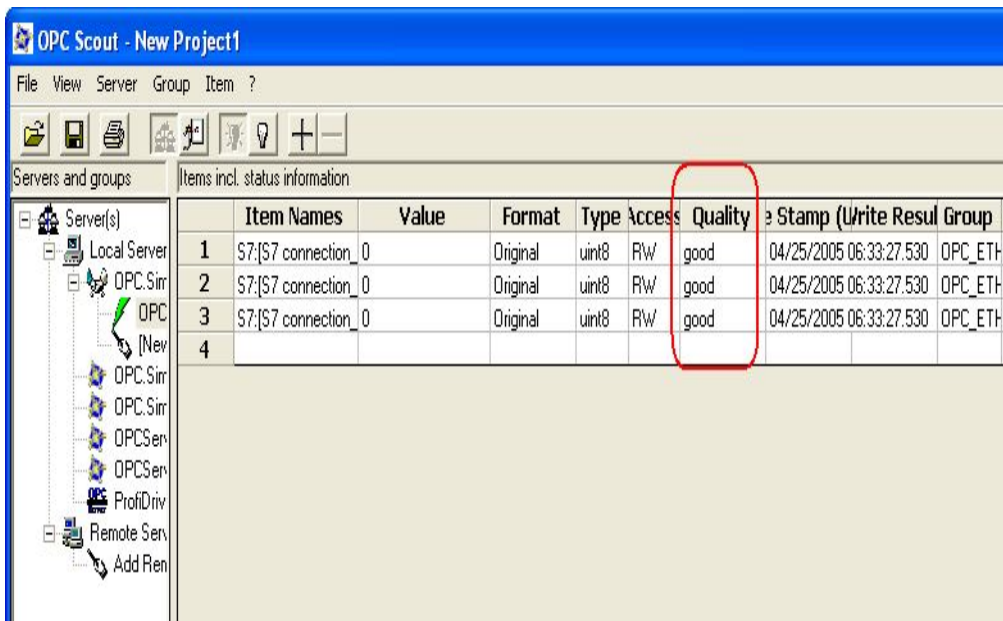 OPC Scout - New Project1
File View Server Group Item ?
Servers and groups
Items incl. status information
Server(s)
Local Server
OPC.Sim
OPC
[New
OPC.Sim
OPC.Sim
OPCServ
OPCServ
ProfiDriv
Remote Serv
Add Rem
Item Names Value Format Type Access Quality e Stamp (U Write Resul Group
1 S7:[S7 connection_ 0 Original uint8 RW good 04/25/2005 06:33:27.530 OPC_ETH
2 S7:[S7 connection_ 0 Original uint8 RW good 04/25/2005 06:33:27.530 OPC_ETH
3 S7:[S7 connection_ 0 Original uint8 RW good 04/25/2005 06:33:27.530 OPC_ETH
4